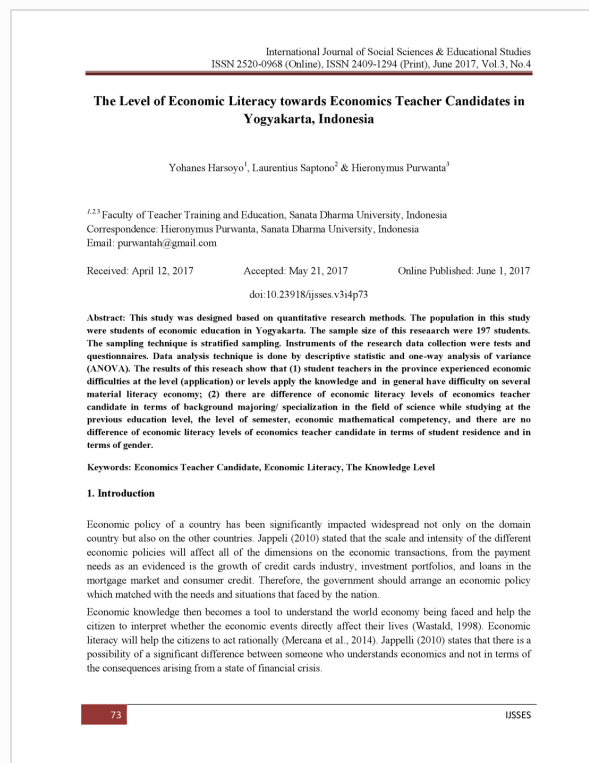 International Journal of Social Sciences & Educational Studies
ISSN 2520-0968 (Online), ISSN 2409-1294 (Print), June 2017, Vol.3, No.4
The Level of Economic Literacy towards Economics Teacher Candidates in
Yogyakarta, Indonesia
Yohanes Harsoyo1, Laurentius Saptono2 & Hieronymus Purwanta3
1,2,3 Faculty of Teacher Training and Education, Sanata Dharma University, Indonesia
Correspondence: Hieronymus Purwanta, Sanata Dharma University, Indonesia
Email: purwantah@gmail.com
Received: April 12, 2017 Accepted: May 21, 2017 Online Published: June 1, 2017
doi:10.23918/ijsses.v3i4p73
Abstract: This study was designed based on quantitative research methods. The population in this study
were students of economic education in Yogyakarta. The sample size of this reseaarch were 197 students.
The sampling technique is stratified sampling. Instruments of the research data collection were tests and
questionnaires. Data analysis technique is done by descriptive statistic and one-way analysis of variance
(ANOVA). The results of this reseach show that (1) student teachers in the province experienced economic
difficulties at the level (application) or levels apply the knowledge and in general have difficulty on several
material literacy economy; (2) there are difference of economic literacy levels of economics teacher
candidate in terms of background majoring/ specialization in the field of science while studying at the
previous education level, the level of semester, economic mathematical competency, and there are no
difference of economic literacy levels of economics teacher candidate in terms of student residence and in
terms of gender.
Keywords: Economics Teacher Candidate, Economic Literacy, The Knowledge Level
1. Introduction
Economic policy of a country has been significantly impacted widespread not only on the domain
country but also on the other countries. Jappeli (2010) stated that the scale and intensity of the different
economic policies will affect all of the dimensions on the economic transactions, from the payment
needs as an evidenced is the growth of credit cards industry, investment portfolios, and loans in the
mortgage market and consumer credit. Therefore, the government should arrange an economic policy
which matched with the needs and situations that faced by the nation.
Economic knowledge then becomes a tool to understand the world economy being faced and help the
citizen to interpret whether the economic events directly affect their lives (Wastald, 1998). Economic
literacy will help the citizens to act rationally (Mercana et al., 2014). Jappelli (2010) states that there is a
possibility of a significant difference between someone who understands economics and not in terms of
the consequences arising from a state of financial crisis.
73 IJSSES